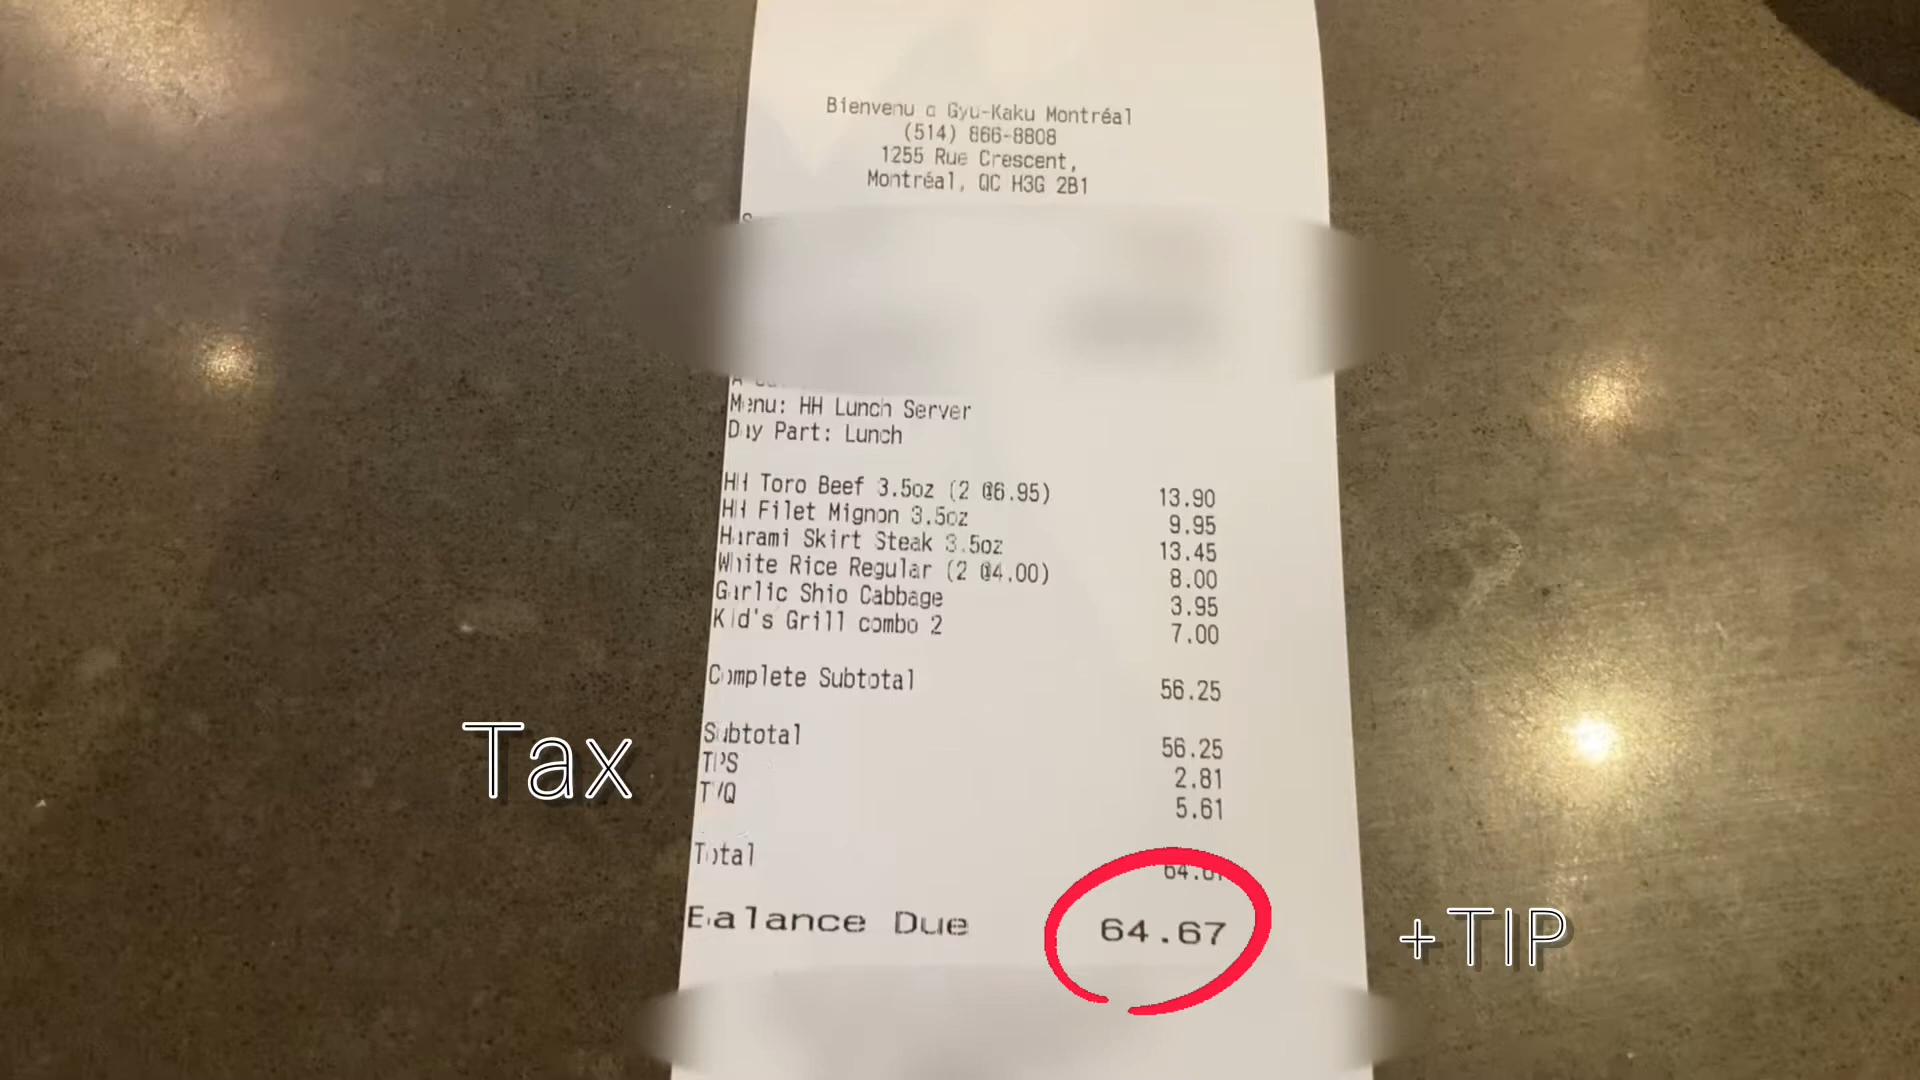 Bienvenu a Gyu-Kaku Montréal
(514) 866-8808
1255 Rue Crescent,
Montréal, QC H3G 2B1
Menu: HH Lunch Server
Day Part: Lunch
HH Toro Beef 3.5oz (2 @6.95) 13.90
HH Filet Mignon 3.5oz 9.95
Harami Skirt Steak 3.5oz 13.45
White Rice Regular (2 @4.00) 8.00
Garlic Shio Cabbage 3.95
Kid's Grill combo 2 7.00
Complete Subtotal 56.25
Subtotal 56.25
TPS 2.81
TVQ 5.61
Tax
Total 64.67
Balance Due 64.67
+TIP